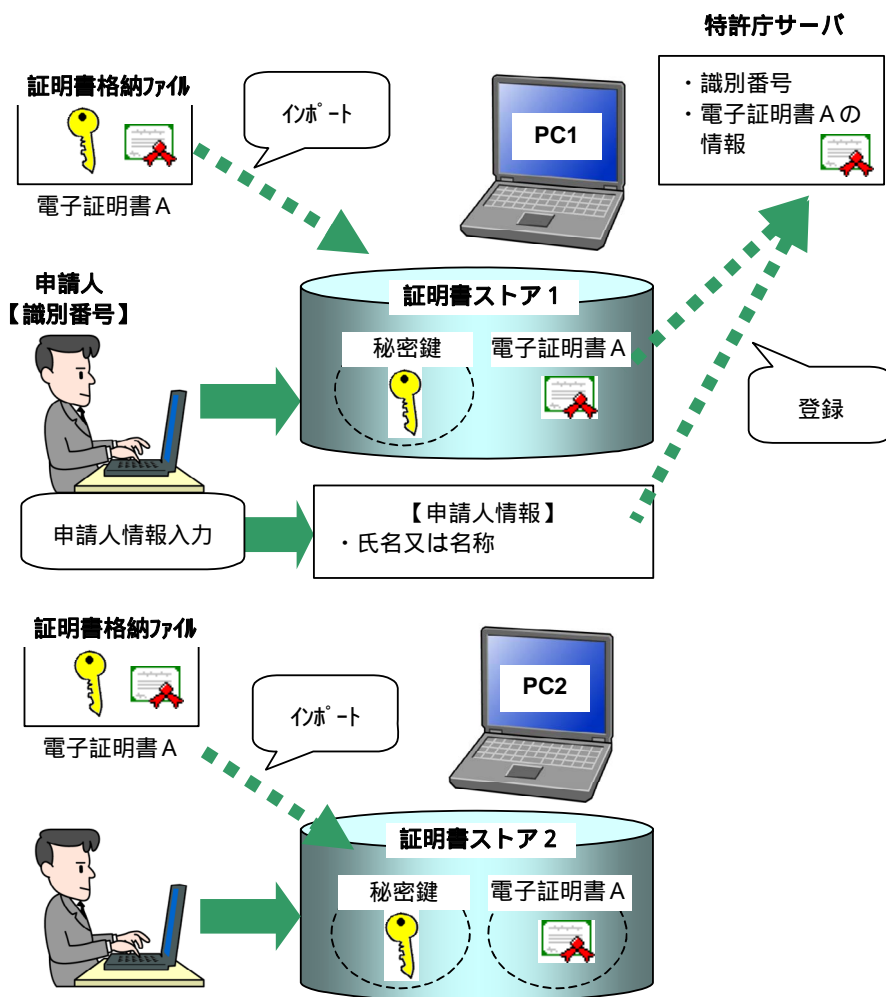 特許庁サーバ
・識別番号
・電子証明書Aの
情報
証明書格納ファイル
電子証明書A
インポート
PC1
申請人
【識別番号】
証明書ストア1
秘密鍵
電子証明書A
登録
申請人情報入力
【申請人情報】
・氏名又は名称
証明書格納ファイル
電子証明書A
インポート
PC2
証明書ストア2
秘密鍵
電子証明書A